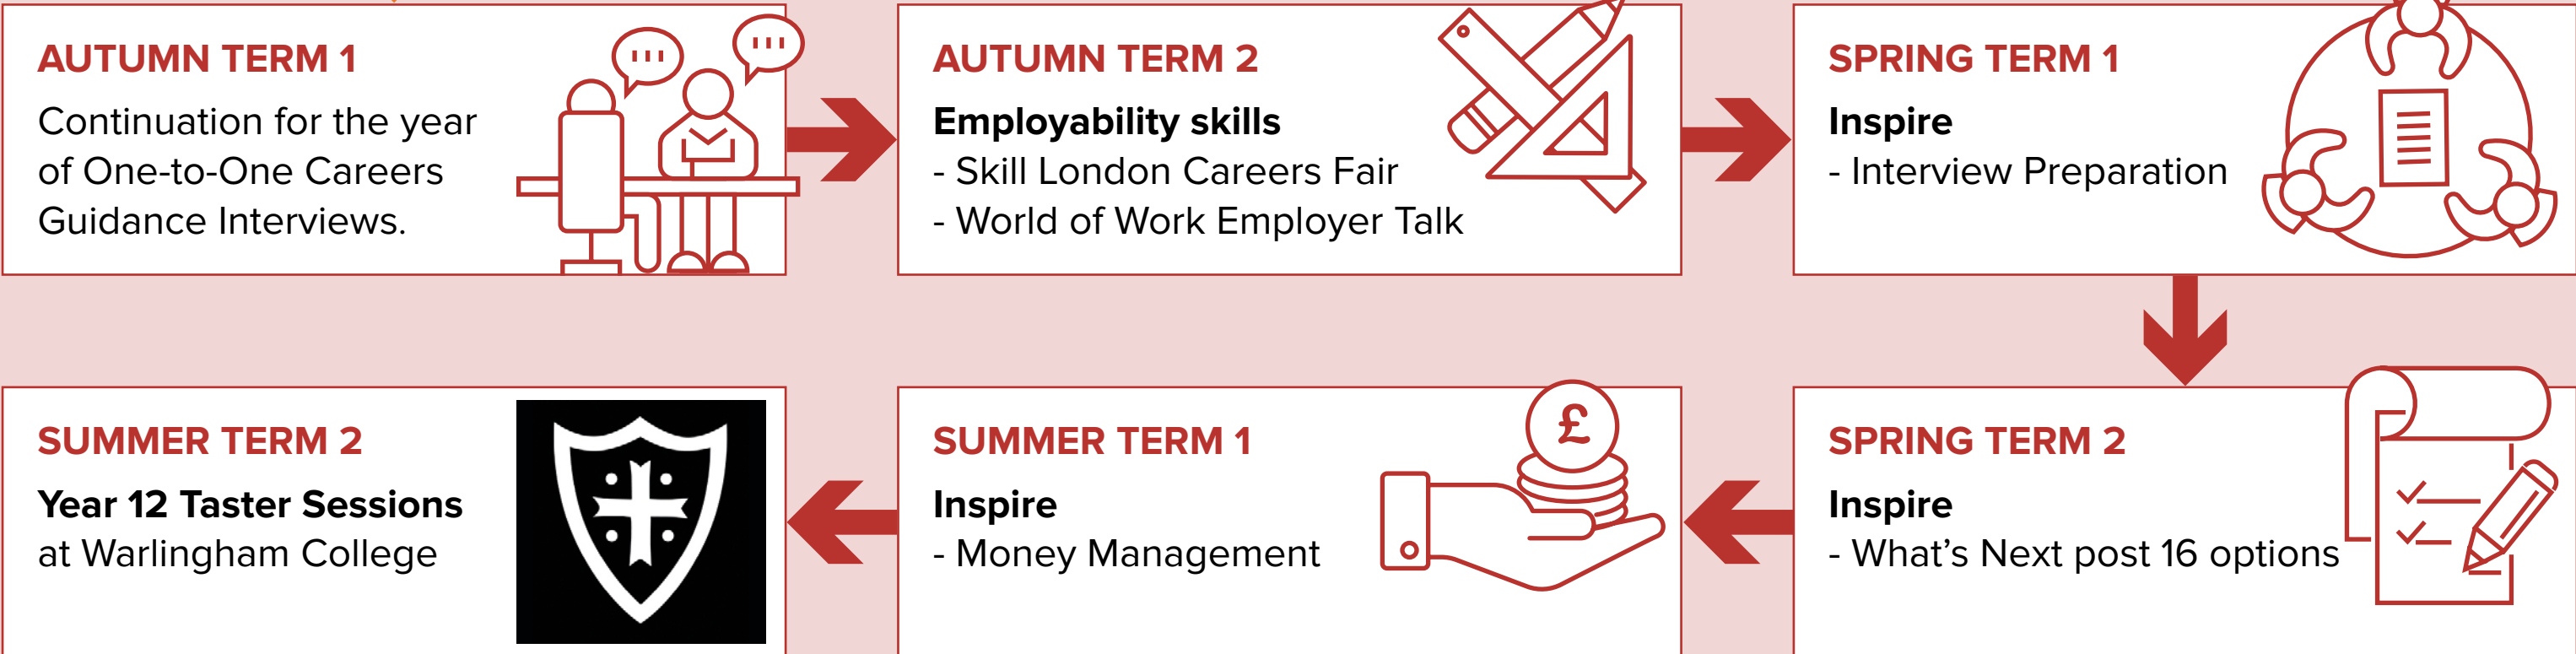 AUTUMN TERM 1
Continuation for the year
of One-to-One Careers
Guidance Interviews.
AUTUMN TERM 2
Employability skills
- Skill London Careers Fair
- World of Work Employer Talk
SPRING TERM 1
Inspire
- Interview Preparation
SPRING TERM 2
Inspire
- What’s Next post 16 options
SUMMER TERM 1
Inspire
- Money Management
£
SUMMER TERM 2
Year 12 Taster Sessions
at Warlingham College